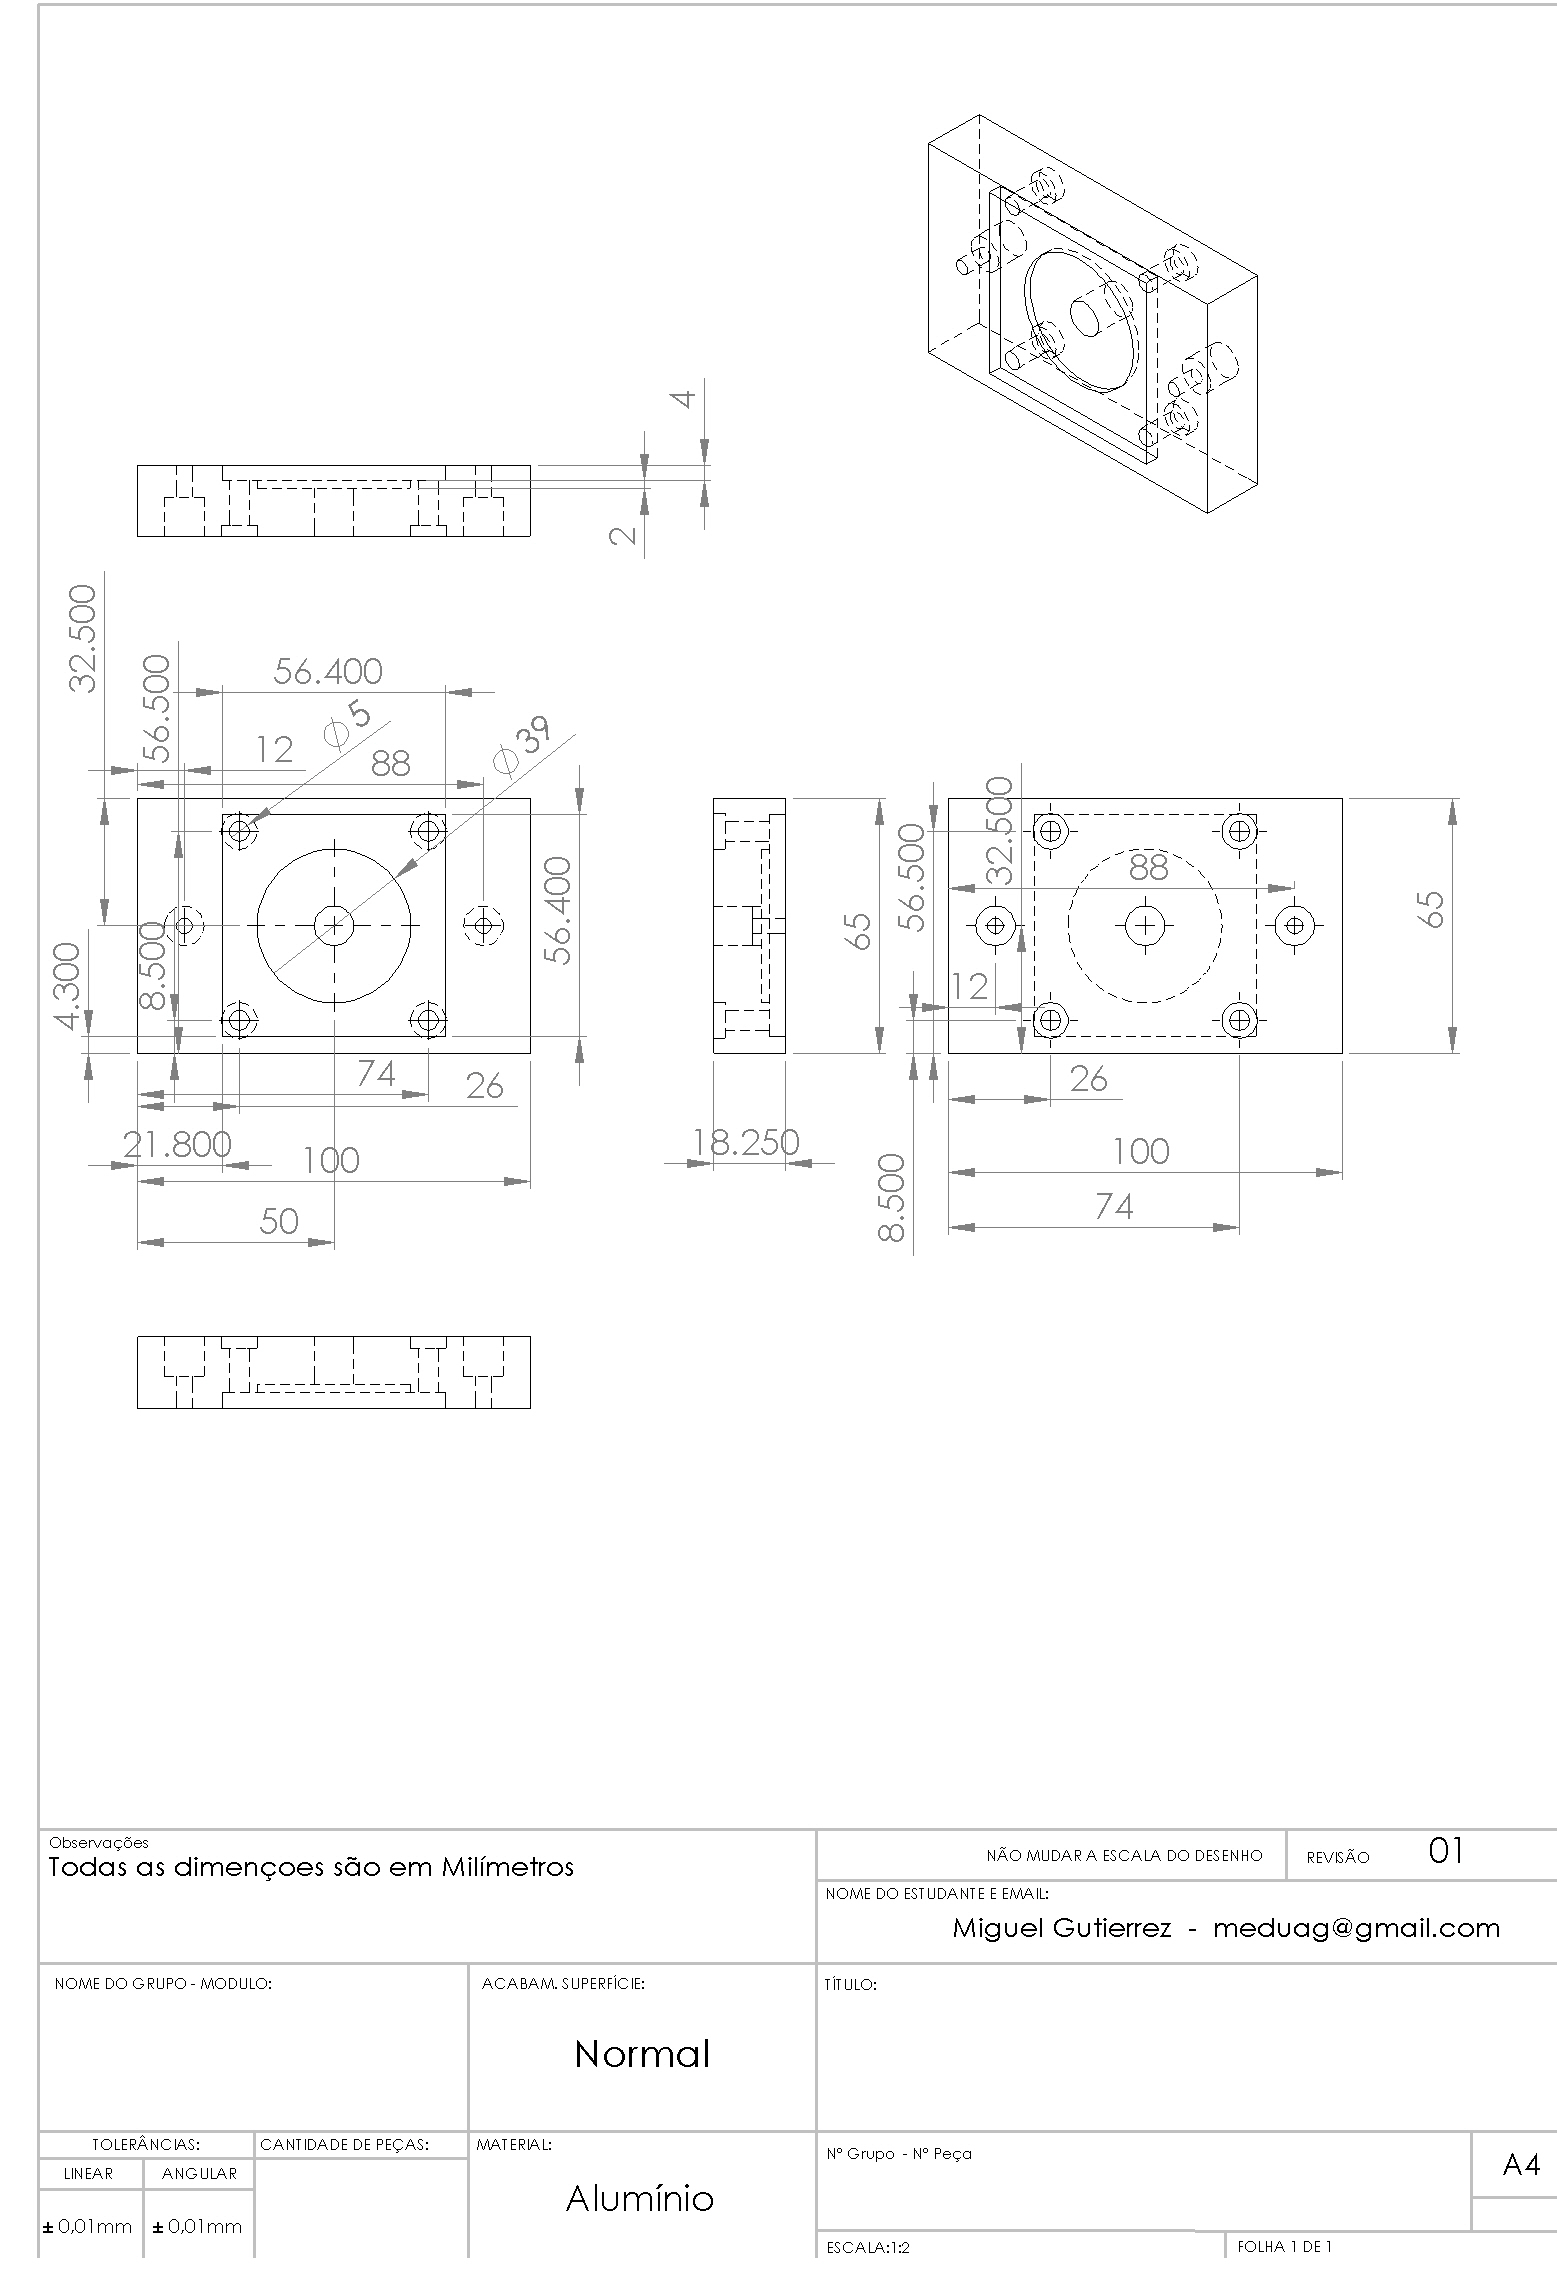 4
2
32.500
56.500
56.400
12
⌀5
88
⌀39
4.300
8.500
56.400
74
26
21.800
100
50
65
18.250
56.500
32.500
88
65
12
26
100
74
8.500
Observações
Todas as dimençoes são em Milímetros
NÃO MUDAR A ESCALA DO DESENHO
REVISÃO 01
NOME DO ESTUDANTE E EMAIL:
Miguel Gutierrez - meduag@gmail.com
NOME DO GRUPO - MODULO:
ACABAM. SUPERFÍCIE:
Normal
TÍTULO:
TOLERÂNCIAS:
LINEAR
ANGULAR
± 0,01mm
± 0,01mm
CANTIDADE DE PEÇAS:
MATERIAL:
Alumínio
Nº Grupo - Nº Peça
A4
ESCALA:1:2
FOLHA 1 DE 1